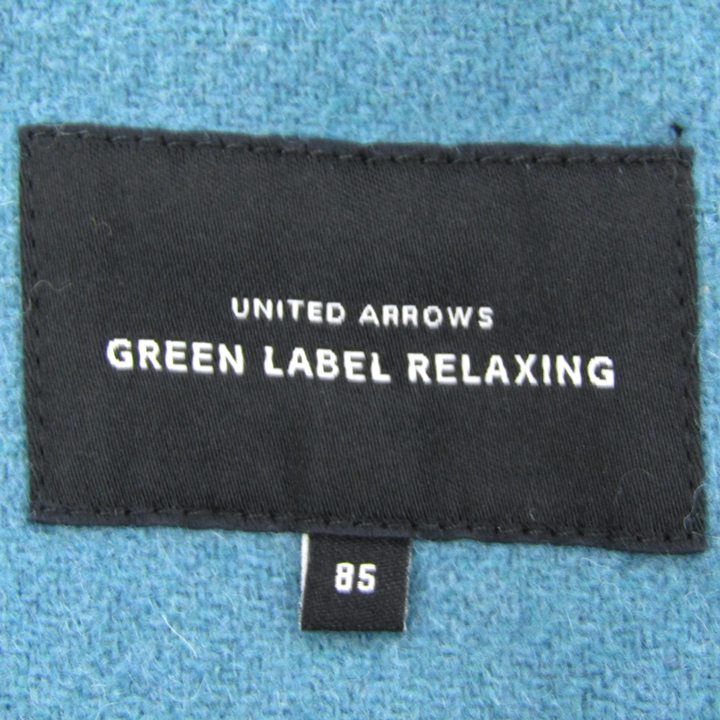 UNITED ARROWS
GREEN LABEL RELAXING
85